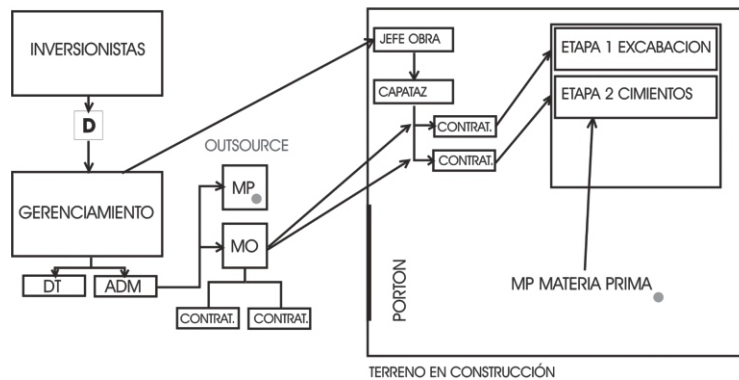 INVERSIONISTAS
D
GERENCIAMIENTO
DT
ADM
OUTSOURCE
MP
MO
CONTRAT.
CONTRAT.
JEFE OBRA
CAPATAZ
CONTRAT.
CONTRAT.
ETAPA 1 EXCABACION
ETAPA 2 CIMIENTOS
PORTON
MP MATERIA PRIMA
TERRENO EN CONSTRUCCIÓN